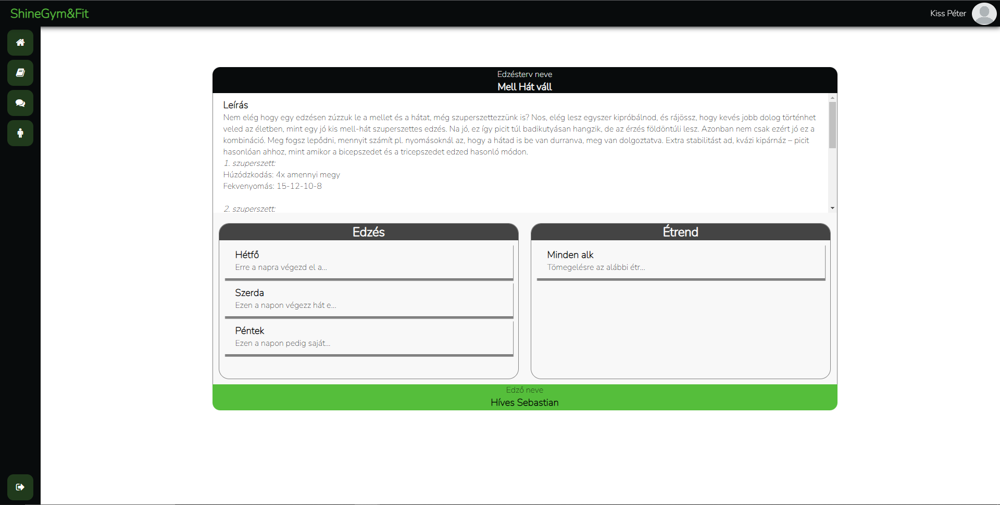 ShineGym&Fit
Kiss Péter
Edzésterv neve
Mell Hát váll
Leírás
Nem elég hogy egy edzésen zúzzuk le a mellet és a hátat, még szuperszettezzünk is? Nos, elég lesz egyszer kipróbálnod, és rájössz, hogy kevés jobb dolog történhet
veled az életben, mint egy jó kis mell-hát szuperszettes edzés. Na jó, ez így picit túl badikutyásan hangzik, de az érzés földöntúli lesz. Azonban nem csak ezért jó ez a
kombináció. Meg fogsz lepődni, mennyit számít pl. nyomásoknál az, hogy a hátad is be van durranva, meg van dolgoztatva. Extra stabilitást ad, kvázi kipárnáz – picit
hasonlóan ahhoz, mint amikor a bicepszedet és a tricepszedet edzed hasonló módon.
1. szuperszett:
Húzódzkodás: 4x amennyi megy
Fekvenyomás: 15-12-10-8
2. szuperszett:
Edzés
Hétfő
Erre a napra végezd el a...
Szerda
Ezen a napon végezz hát e...
Péntek
Ezen a napon pedig saját...
Étrend
Minden alk
Tömegelésre az alábbi étr...
Edző neve
Híves Sebastian